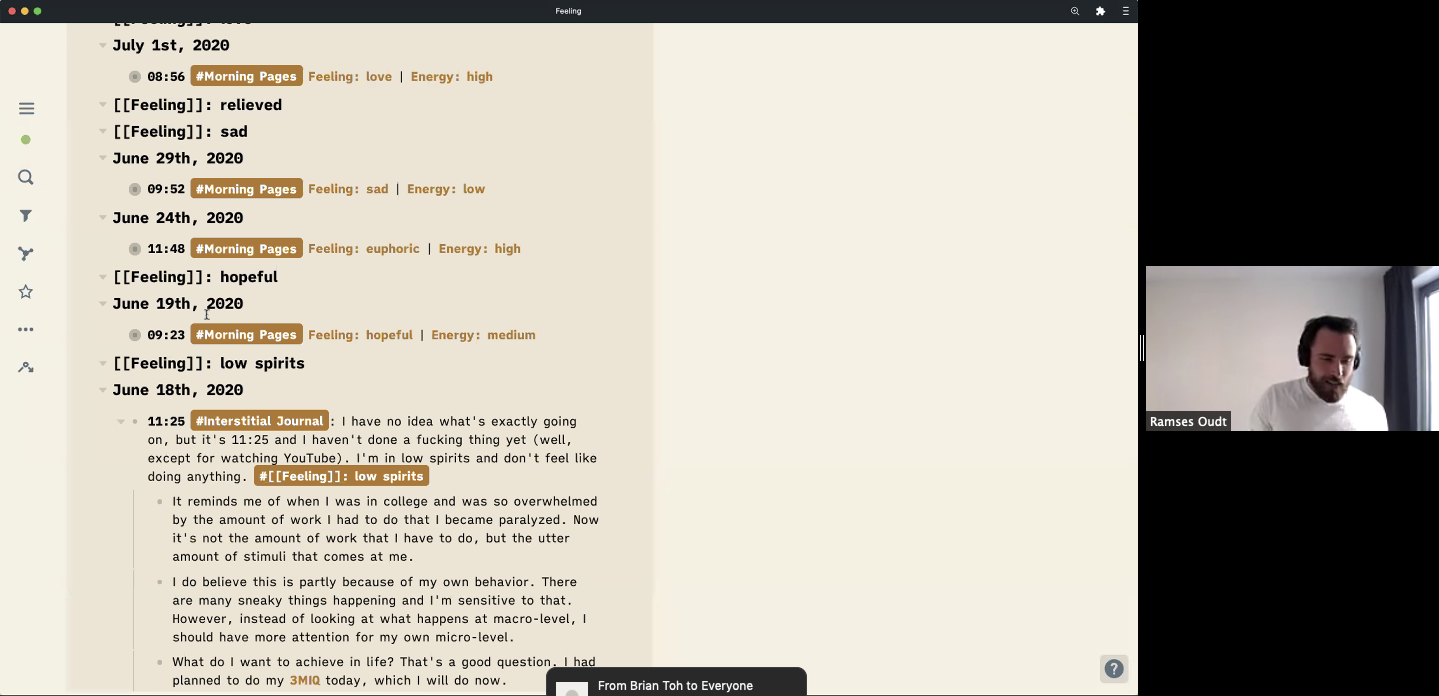 Feeling
[[Feeling]]: love
July 1st, 2020
08:56 #Morning Pages Feeling: love | Energy: high
[[Feeling]]: relieved
[[Feeling]]: sad
June 29th, 2020
09:52 #Morning Pages Feeling: sad | Energy: low
June 24th, 2020
11:48 #Morning Pages Feeling: euphoric | Energy: high
[[Feeling]]: hopeful
June 19th, 2020
09:23 #Morning Pages Feeling: hopeful | Energy: medium
[[Feeling]]: low spirits
June 18th, 2020
11:25 #Interstitial Journal: I have no idea what's exactly going
on, but it's 11:25 and I haven't done a fucking thing yet (well,
except for watching YouTube). I'm in low spirits and don't feel like
doing anything. #[[Feeling]]: low spirits
It reminds me of when I was in college and was so overwhelmed
by the amount of work I had to do that I became paralyzed. Now
it's not the amount of work that I have to do, but the utter
amount of stimuli that comes at me.
I do believe this is partly because of my own behavior. There
are many sneaky things happening and I'm sensitive to that.
However, instead of looking at what happens at macro-level, I
should have more attention for my own micro-level.
What do I want to achieve in life? That's a good question. I had
planned to do my 3MIQ today, which I will do now.
From Brian Toh to Everyone
Ramses Oudt
?